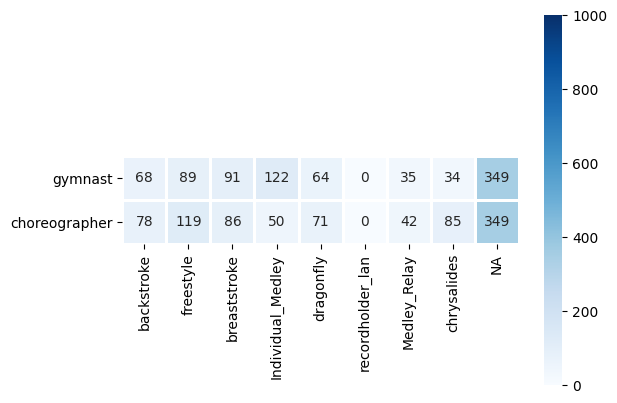 1000
800
600
400
200
0
gymnast 68 89 91 122 64 0 35 34 349
choreographer 78 119 86 50 71 0 42 85 349
backstroke
freestyle
breaststroke
Individual_Medley
dragonfly
recordholder_lan
Medley_Relay
chrysalides
NA